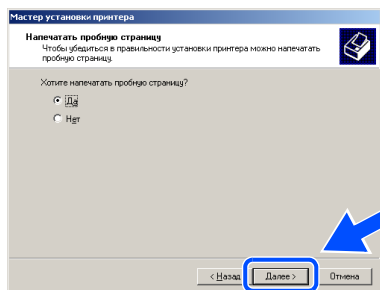 Мастер установки принтера
Напечатать пробную страницу
Чтобы убедиться в правильности установки принтера можно напечатать
пробную страницу.
Хотите напечатать пробную страницу?
Да
Нет
< Назад
Далее >
Отмена